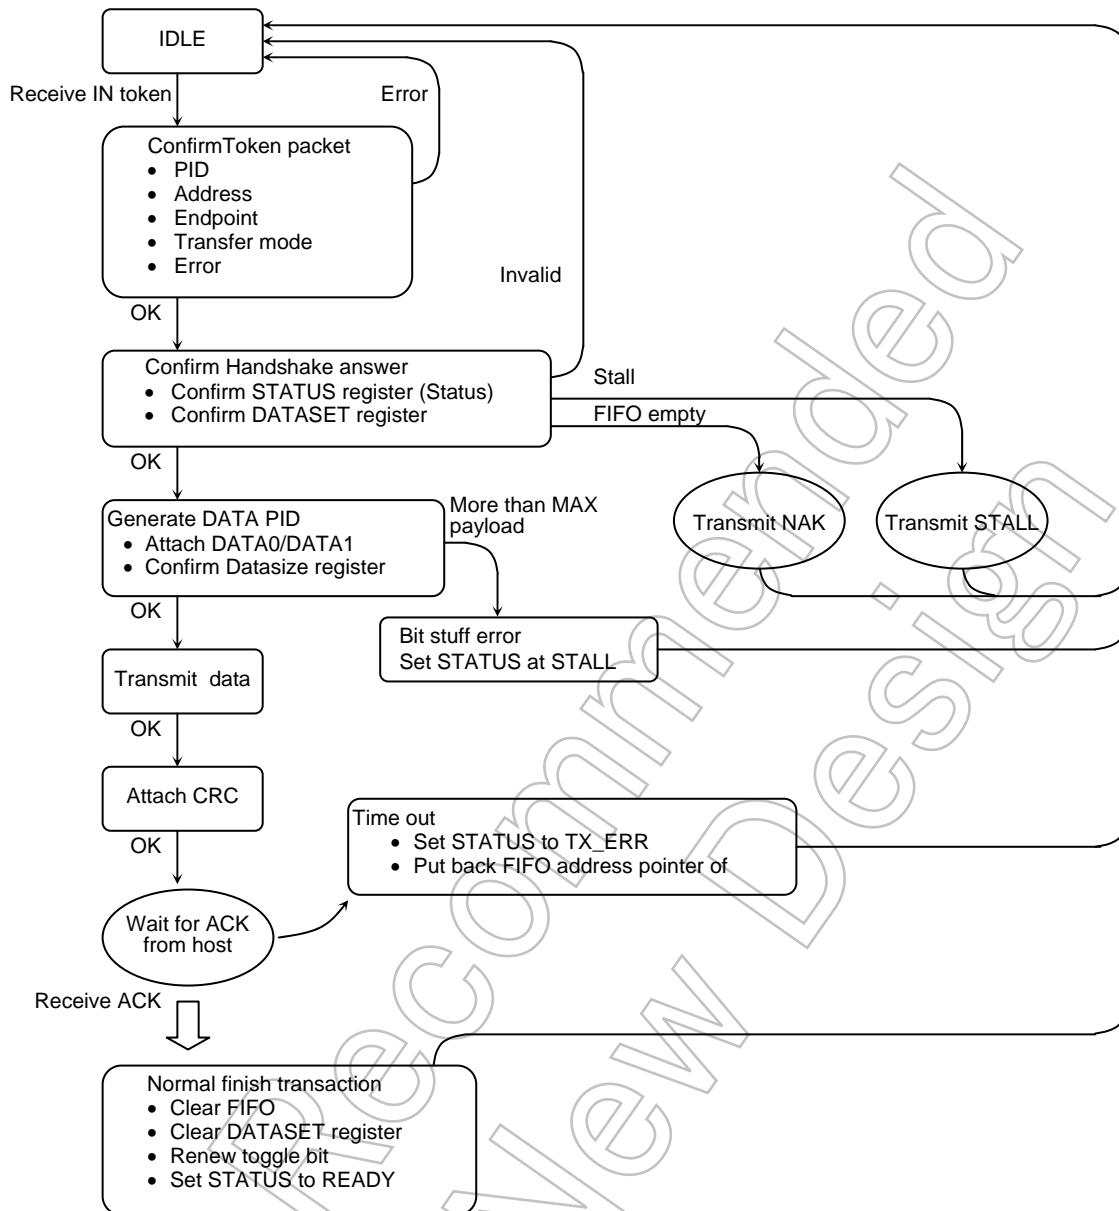 IDLE
Receive IN token
Error
ConfirmToken packet
• PID
• Address
• Endpoint
• Transfer mode
• Error
Invalid
OK
Confirm Handshake answer
• Confirm STATUS register (Status)
• Confirm DATASET register
Stall
FIFO empty
OK
Generate DATA PID
• Attach DATA0/DATA1
• Confirm Datasize register
More than MAX
payload
Transmit NAK
Transmit STALL
OK
Bit stuff error
Set STATUS at STALL
Transmit data
OK
Attach CRC
OK
Time out
• Set STATUS to TX_ERR
• Put back FIFO address pointer of
Wait for ACK
from host
Receive ACK
Normal finish transaction
• Clear FIFO
• Clear DATASET register
• Renew toggle bit
• Set STATUS to READY
Recommended
New Design